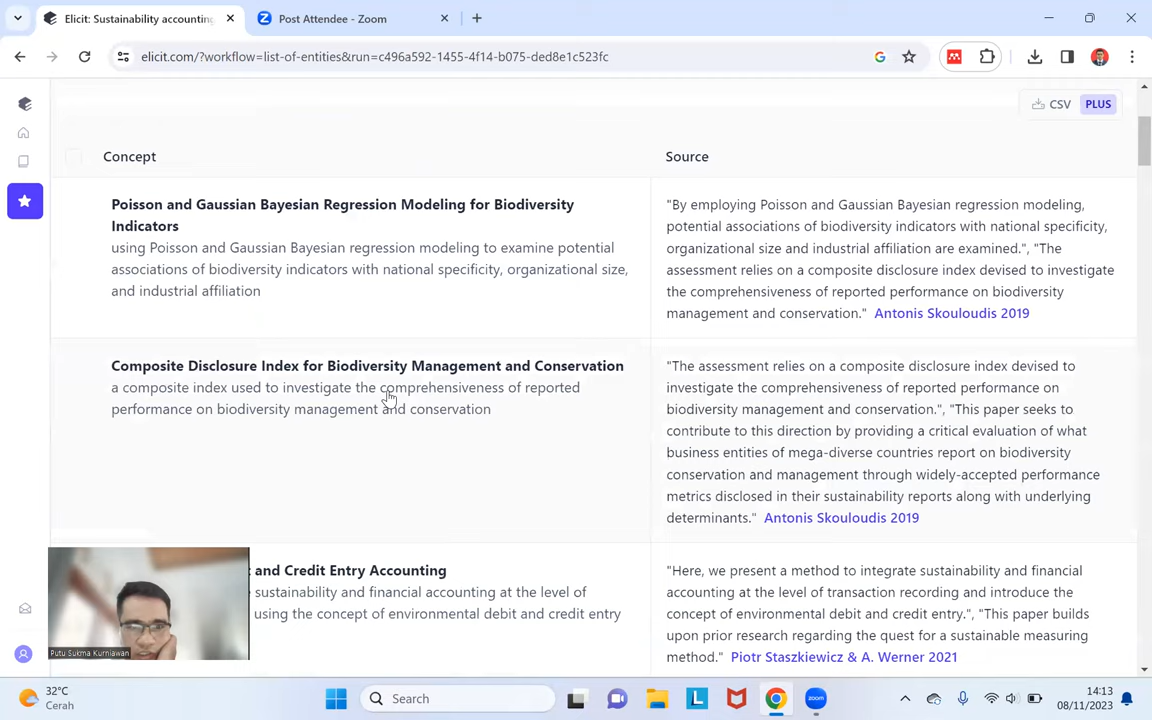 Elicit: Sustainability accounting
Post Attendee - Zoom
elicit.com/?workflow=list-of-entities&run=c496a592-1455-4f14-b075-ded8e1c523fc
CSV PLUS
Concept
Source
Poisson and Gaussian Bayesian Regression Modeling for Biodiversity
Indicators
using Poisson and Gaussian Bayesian regression modeling to examine potential
associations of biodiversity indicators with national specificity, organizational size,
and industrial affiliation
"By employing Poisson and Gaussian Bayesian regression modeling,
potential associations of biodiversity indicators with national specificity,
organizational size and industrial affiliation are examined.", "The
assessment relies on a composite disclosure index devised to investigate
the comprehensiveness of reported performance on biodiversity
management and conservation." Antonis Skouloudis 2019
Composite Disclosure Index for Biodiversity Management and Conservation
a composite index used to investigate the comprehensiveness of reported
performance on biodiversity management and conservation
"The assessment relies on a composite disclosure index devised to
investigate the comprehensiveness of reported performance on
biodiversity management and conservation.", "This paper seeks to
contribute to this direction by providing a critical evaluation of what
business entities of mega-diverse countries report on biodiversity
conservation and management through widely-accepted performance
metrics disclosed in their sustainability reports along with underlying
determinants." Antonis Skouloudis 2019
and Credit Entry Accounting
sustainability and financial accounting at the level of
using the concept of environmental debit and credit entry
"Here, we present a method to integrate sustainability and financial
accounting at the level of transaction recording and introduce the
concept of environmental debit and credit entry.", "This paper builds
upon prior research regarding the quest for a sustainable measuring
method." Piotr Staszkiewicz & A. Werner 2021
Putu Sukma Kurniawan
32°C
Cerah
Search
zoom
14:13
08/11/2023